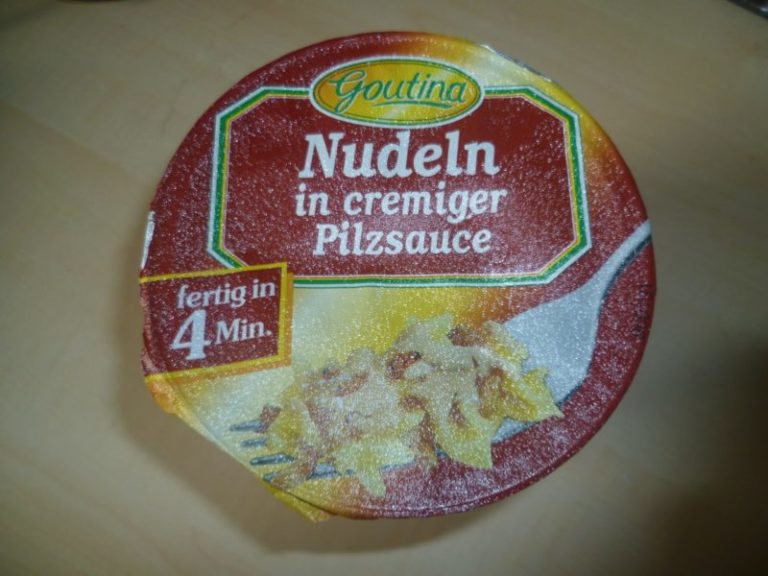 Goutina
Nudeln
in cremiger
Pilzsauce
fertig in
4 Min.